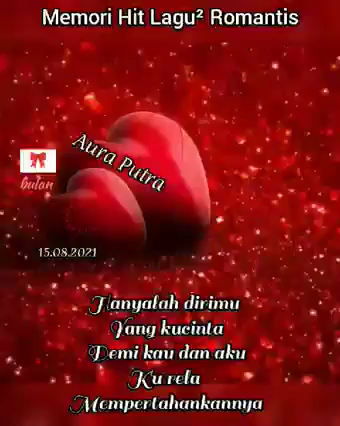 Memori Hit Lagu² Romantis
Aura Putra
bulan
15.08.2021
Hanyalah dirimu
Yang kucinta
Demi kau dan aku
Ku rela
Mempertahankannya